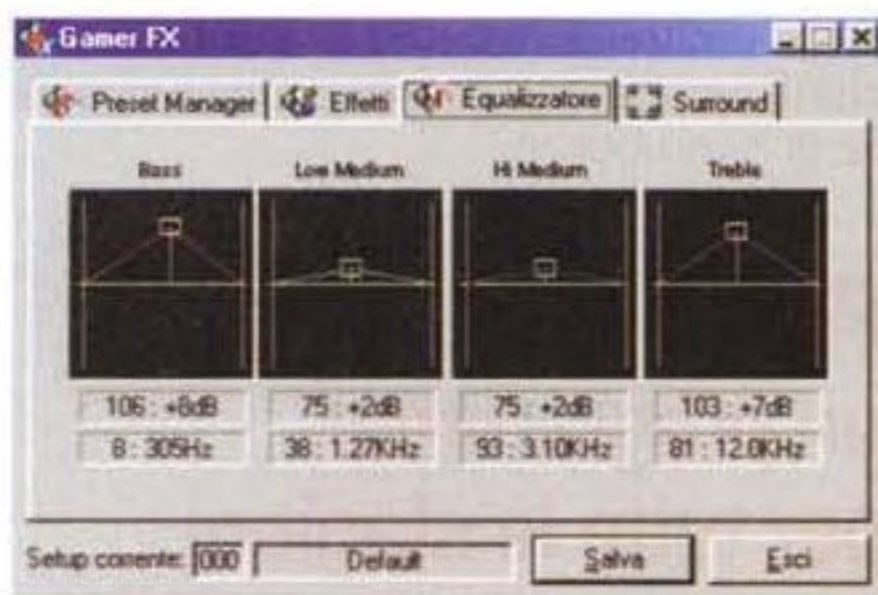 Gamer FX
Preset Manager Effetti Equalizzatore Surround
Bass Low Medium Hi Medium Treble
106 : +8dB 75 : +2dB 75 : +2dB 103 : +7dB
8 : 305Hz 38 : 1.27KHz 93 : 3.10KHz 81 : 12.0KHz
Setup corrente: 000 Default Salva Esci